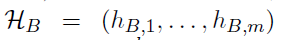 $\mathcal{H}_B = (h_{B,1}, \ldots, h_{B,m})$